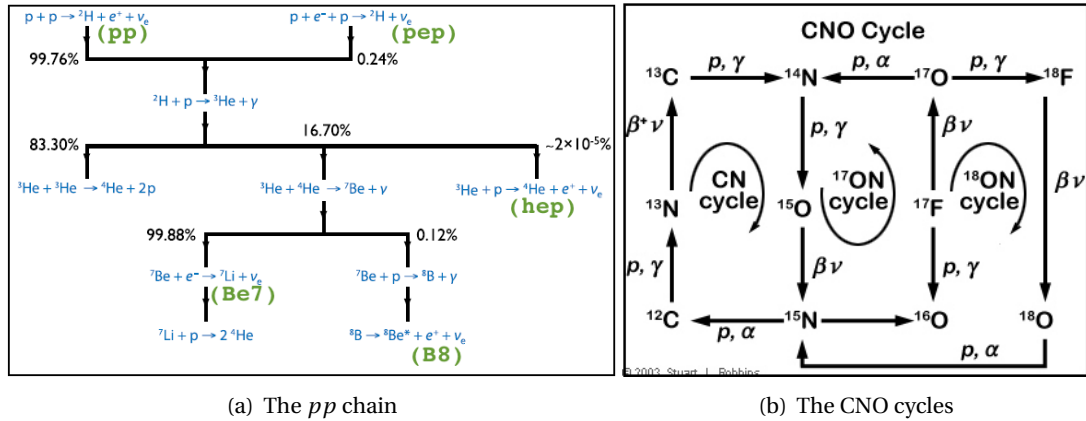 p + p → ²H + e⁺ + νₑ
(pp)
p + e⁻ + p → ²H + νₑ
(pep)
99.76%
0.24%
²H + p → ³He + γ
83.30%
16.70%
~2×10⁻⁵%
³He + ³He → ⁴He + 2p
³He + ⁴He → ⁷Be + γ
³He + p → ⁴He + e⁺ + νₑ
(hep)
99.88%
0.12%
⁷Be + e⁻ → ⁷Li + νₑ
(Be7)
⁷Be + p → ⁸B + γ
⁷Li + p → 2 ⁴He
⁸B → ⁸Be* + e⁺ + νₑ
(B8)
(a) The pp chain
CNO Cycle
¹³C p, γ ¹⁴N p, α ¹⁷O p, γ ¹⁸F
β⁺ ν p, γ β ν β ν
CN cycle
¹⁷ON cycle
¹⁸ON cycle
¹³N ¹⁵O ¹⁷F
p, γ β ν p, γ
¹²C p, α ¹⁵N ¹⁶O ¹⁸O
p, α
© 2003 Stuart J. Robbins
(b) The CNO cycles